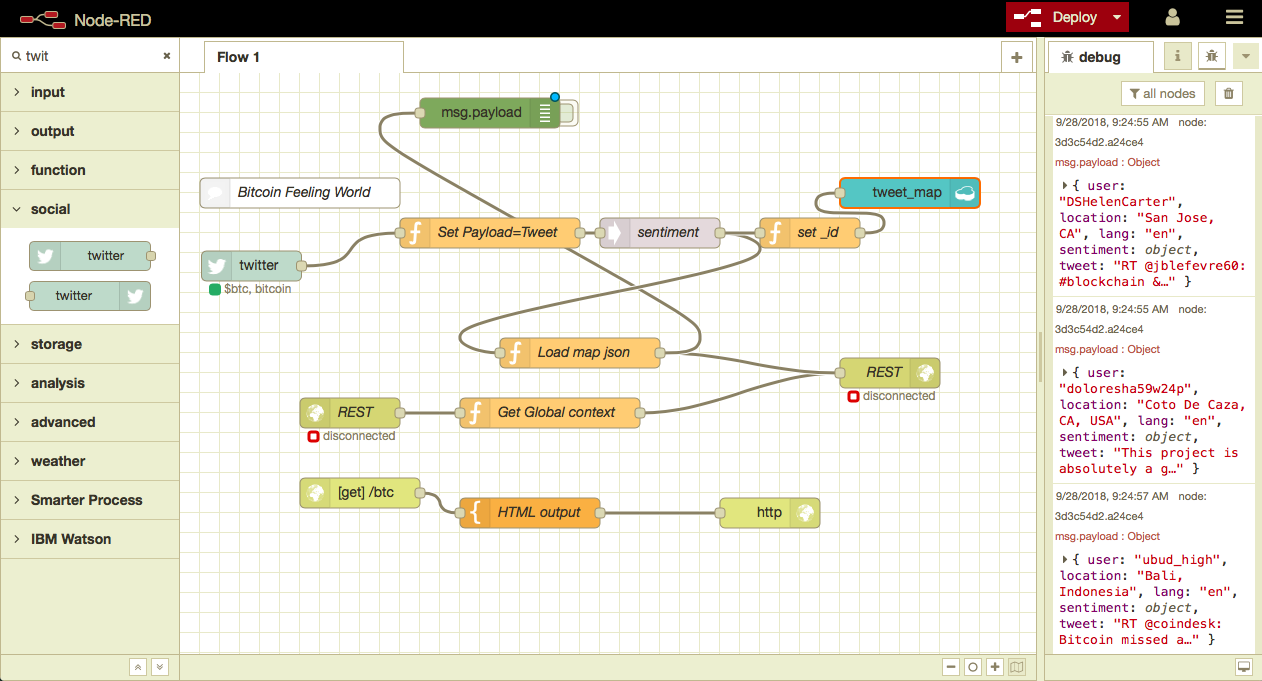 Node-RED
Deploy
twit
×
input
output
function
social
twitter
twitter
storage
analysis
advanced
weather
Smarter Process
IBM Watson
Flow 1
msg.payload
Bitcoin Feeling World
tweet_map
Set Payload=Tweet
sentiment
set _id
twitter
$btc, bitcoin
Load map json
REST
disconnected
REST
Get Global context
disconnected
[get] /btc
HTML output
http
debug
i
all nodes
9/28/2018, 9:24:55 AM node:
3d3c54d2.a24ce4
msg.payload : Object
{ user:
"DSHelenCarter",
location: "San Jose,
CA", lang: "en",
sentiment: object,
tweet: "RT @jblefevre60:
#blockchain &…" }
9/28/2018, 9:24:55 AM node:
3d3c54d2.a24ce4
msg.payload : Object
{ user:
"doloresha59w24p",
location: "Coto De Caza,
CA, USA", lang: "en",
sentiment: object,
tweet: "This project is
absolutely a g…" }
9/28/2018, 9:24:57 AM node:
3d3c54d2.a24ce4
msg.payload : Object
{ user: "ubud_high",
location: "Bali,
Indonesia", lang: "en",
sentiment: object,
tweet: "RT @coindesk:
Bitcoin missed a…" }